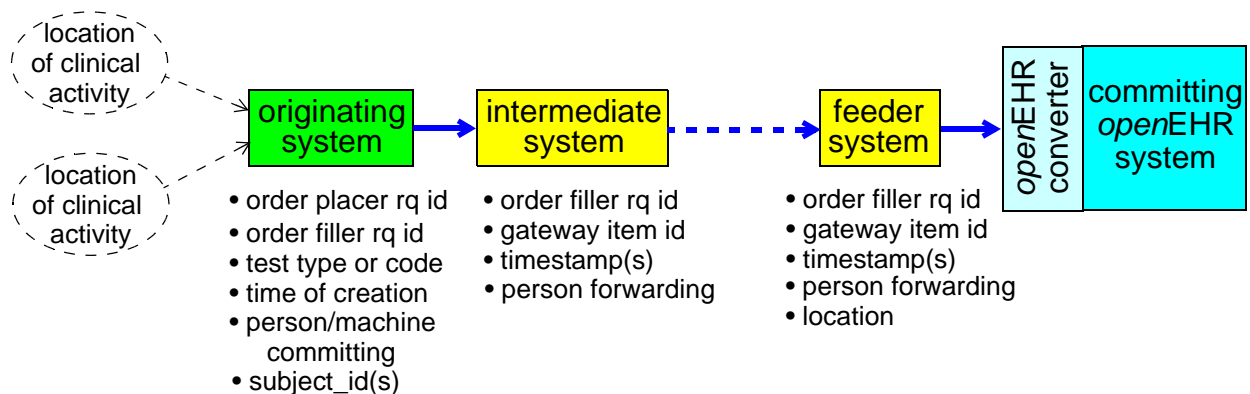 location
of clinical
activity
location
of clinical
activity
originating
system
• order placer rq id
• order filler rq id
• test type or code
• time of creation
• person/machine
committing
• subject_id(s)
intermediate
system
• order filler rq id
• gateway item id
• timestamp(s)
• person forwarding
feeder
system
• order filler rq id
• gateway item id
• timestamp(s)
• person forwarding
• location
openEHR
converter
committing
openEHR
system